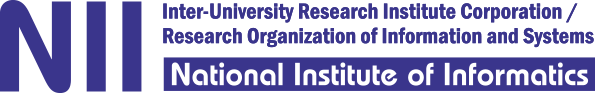 NII
Inter-University Research Institute Corporation /
Research Organization of Information and Systems
National Institute of Informatics